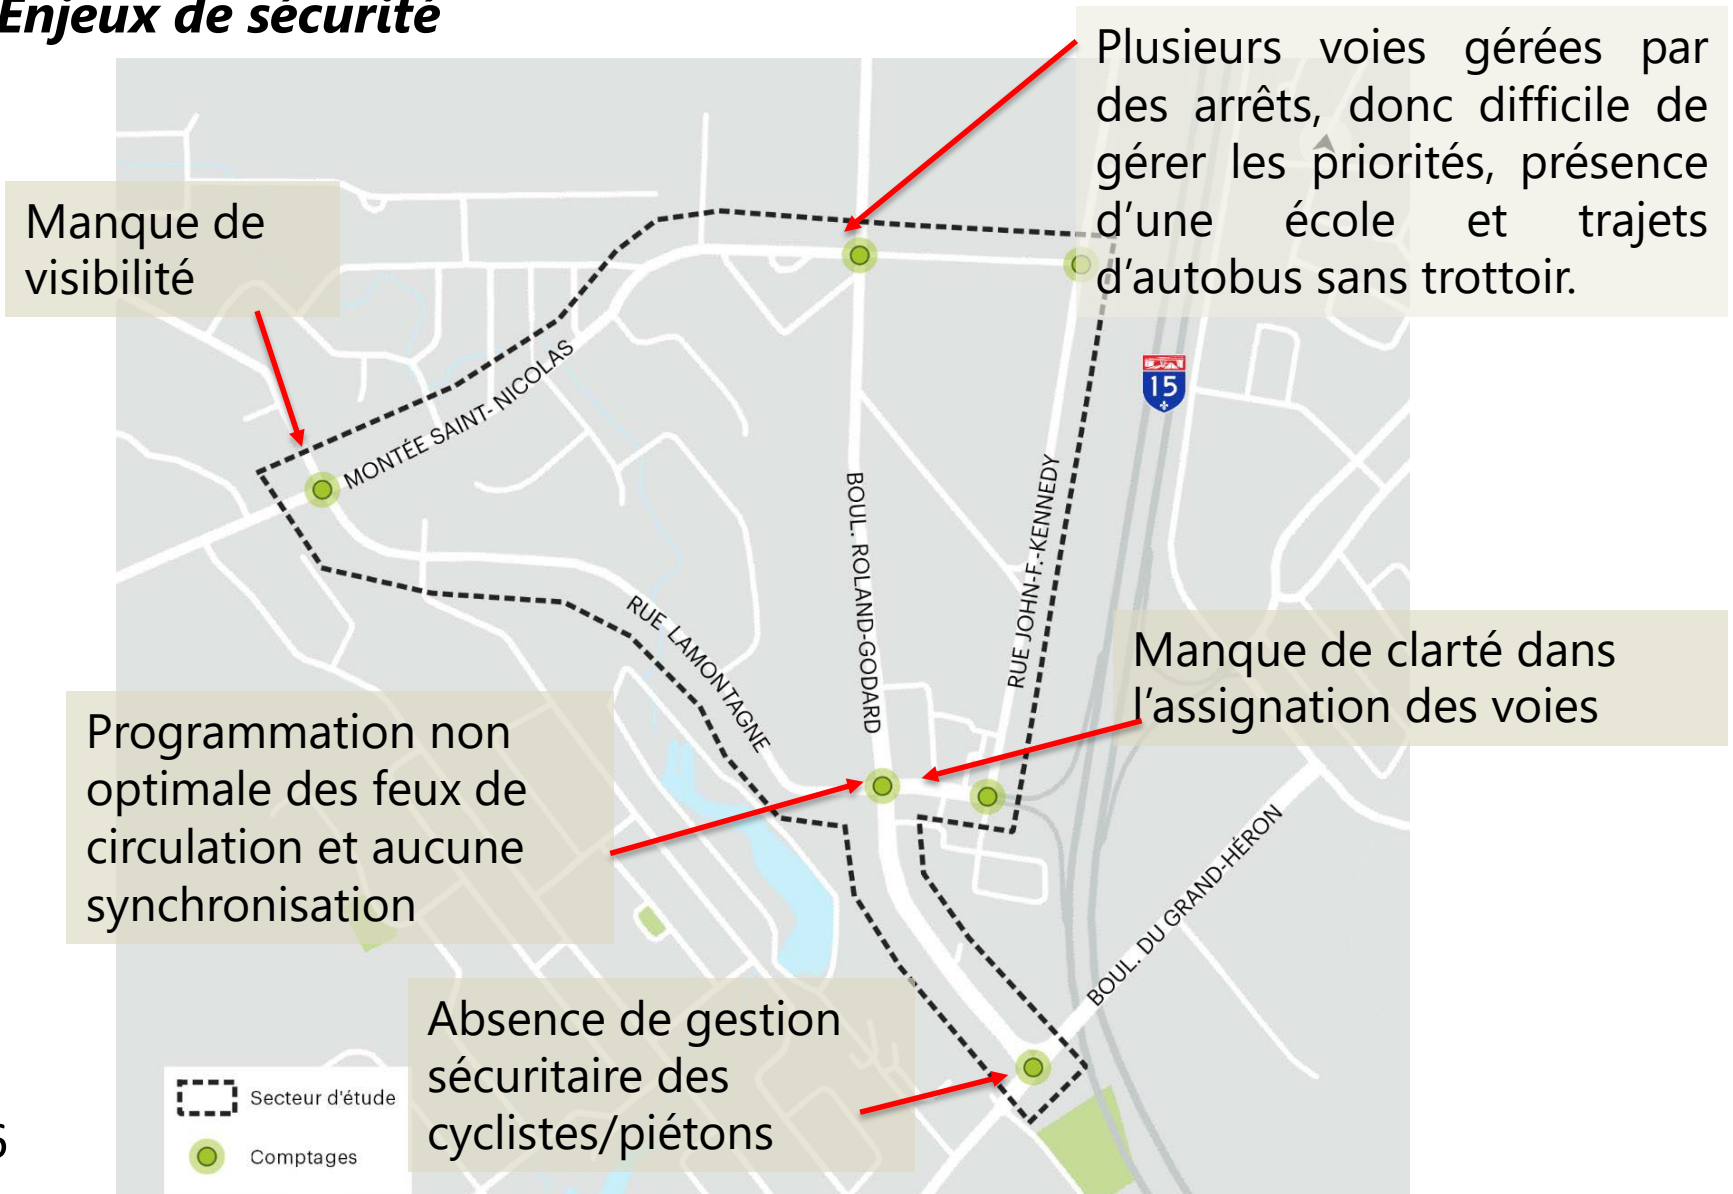 Enjeux de sécurité
Plusieurs voies gérées par
des arrêts, donc difficile de
gérer les priorités, présence
d'une école et trajets
d'autobus sans trottoir.
Manque de
visibilité
15
MONTÉE SAINT-NICOLAS
BOUL. ROLAND-GODARD
RUE JOHN-F.-KENNEDY
RUE LAMONTAGNE
Manque de clarté dans
l'assignation des voies
Programmation non
optimale des feux de
circulation et aucune
synchronisation
BOUL. DU GRAND-HÉRON
Absence de gestion
sécuritaire des
cyclistes/piétons
Secteur d'étude
Comptages
6